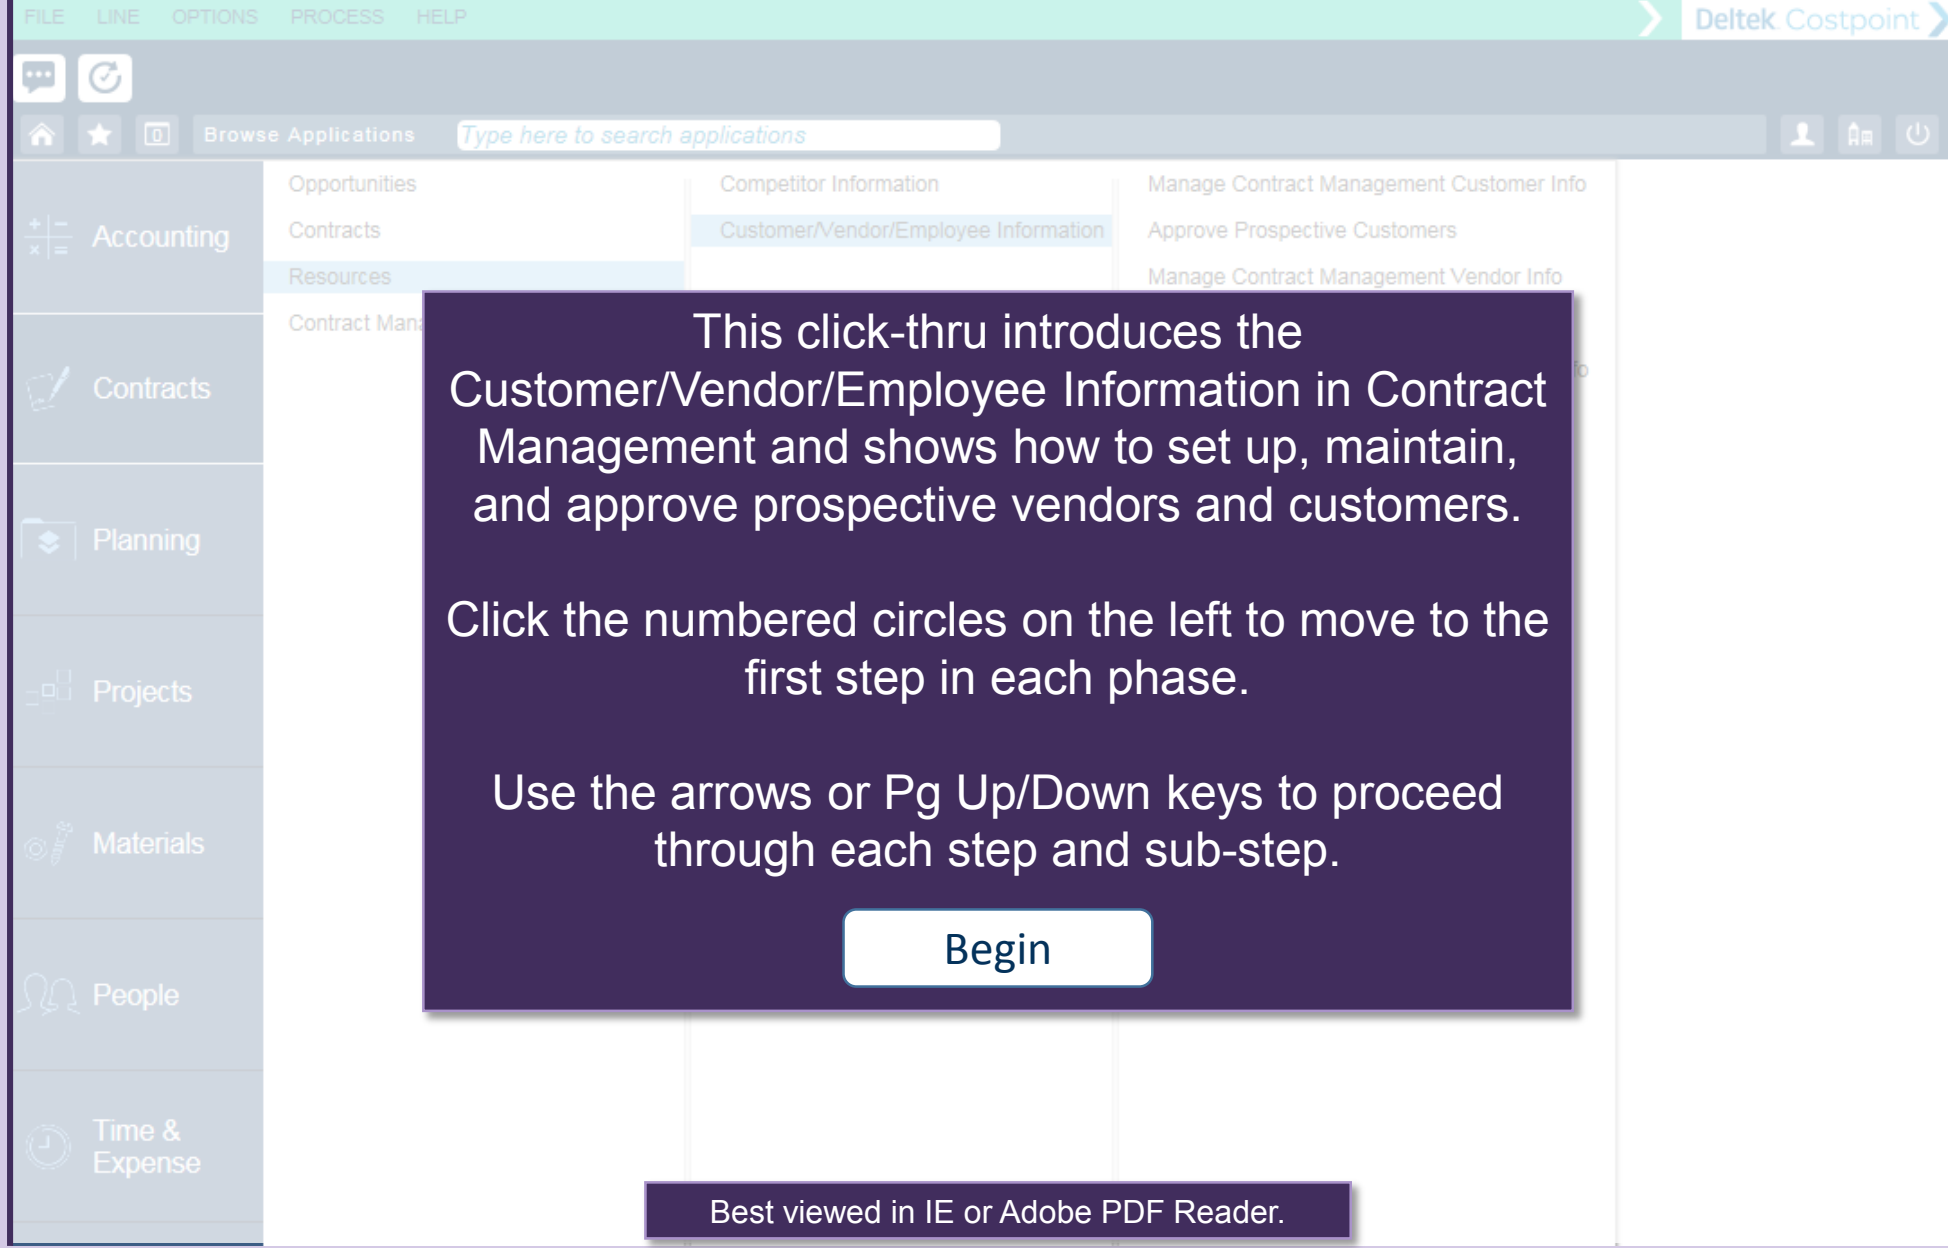 FILE LINE OPTIONS PROCESS HELP
Deltek Costpoint
D Browse Applications Type here to search applications
Accounting
Contracts
Planning
Projects
Materials
People
Time &
Expense
Opportunities
Contracts
Resources
Contract Mana
Competitor Information
Customer/Vendor/Employee Information
Manage Contract Management Customer Info
Approve Prospective Customers
Manage Contract Management Vendor Info
fo
This click-thru introduces the
Customer/Vendor/Employee Information in Contract
Management and shows how to set up, maintain,
and approve prospective vendors and customers.
Click the numbered circles on the left to move to the
first step in each phase.
Use the arrows or Pg Up/Down keys to proceed
through each step and sub-step.
Begin
Best viewed in IE or Adobe PDF Reader.